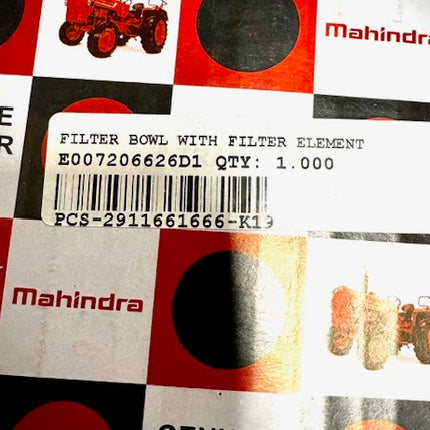 Mahindra
E
R
FILTER BOWL WITH FILTER ELEMENT
E007206626D1 QTY: 1.000
PCS-2911661666-K19
Mahindra